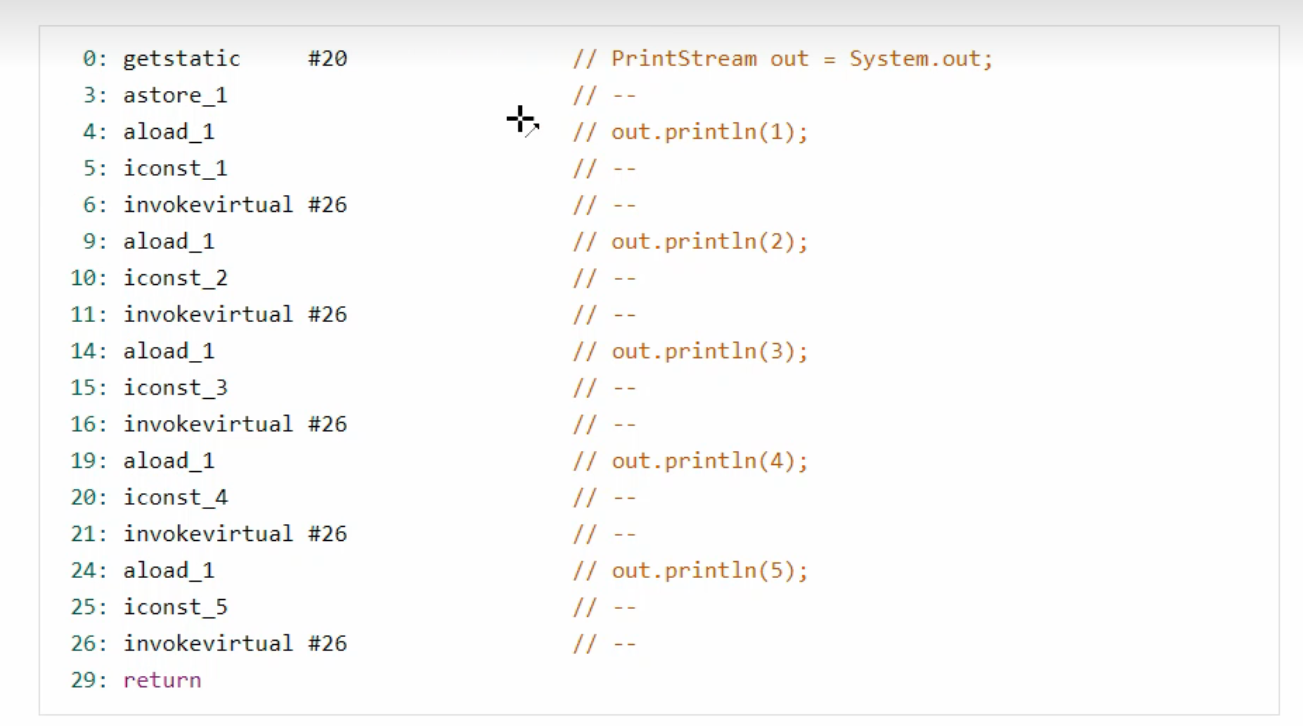 0: getstatic #20 // PrintStream out = System.out;
3: astore_1 // --
4: aload_1 // out.println(1);
5: iconst_1 // --
6: invokevirtual #26 // --
9: aload_1 // out.println(2);
10: iconst_2 // --
11: invokevirtual #26 // --
14: aload_1 // out.println(3);
15: iconst_3 // --
16: invokevirtual #26 // --
19: aload_1 // out.println(4);
20: iconst_4 // --
21: invokevirtual #26 // --
24: aload_1 // out.println(5);
25: iconst_5 // --
26: invokevirtual #26 // --
29: return